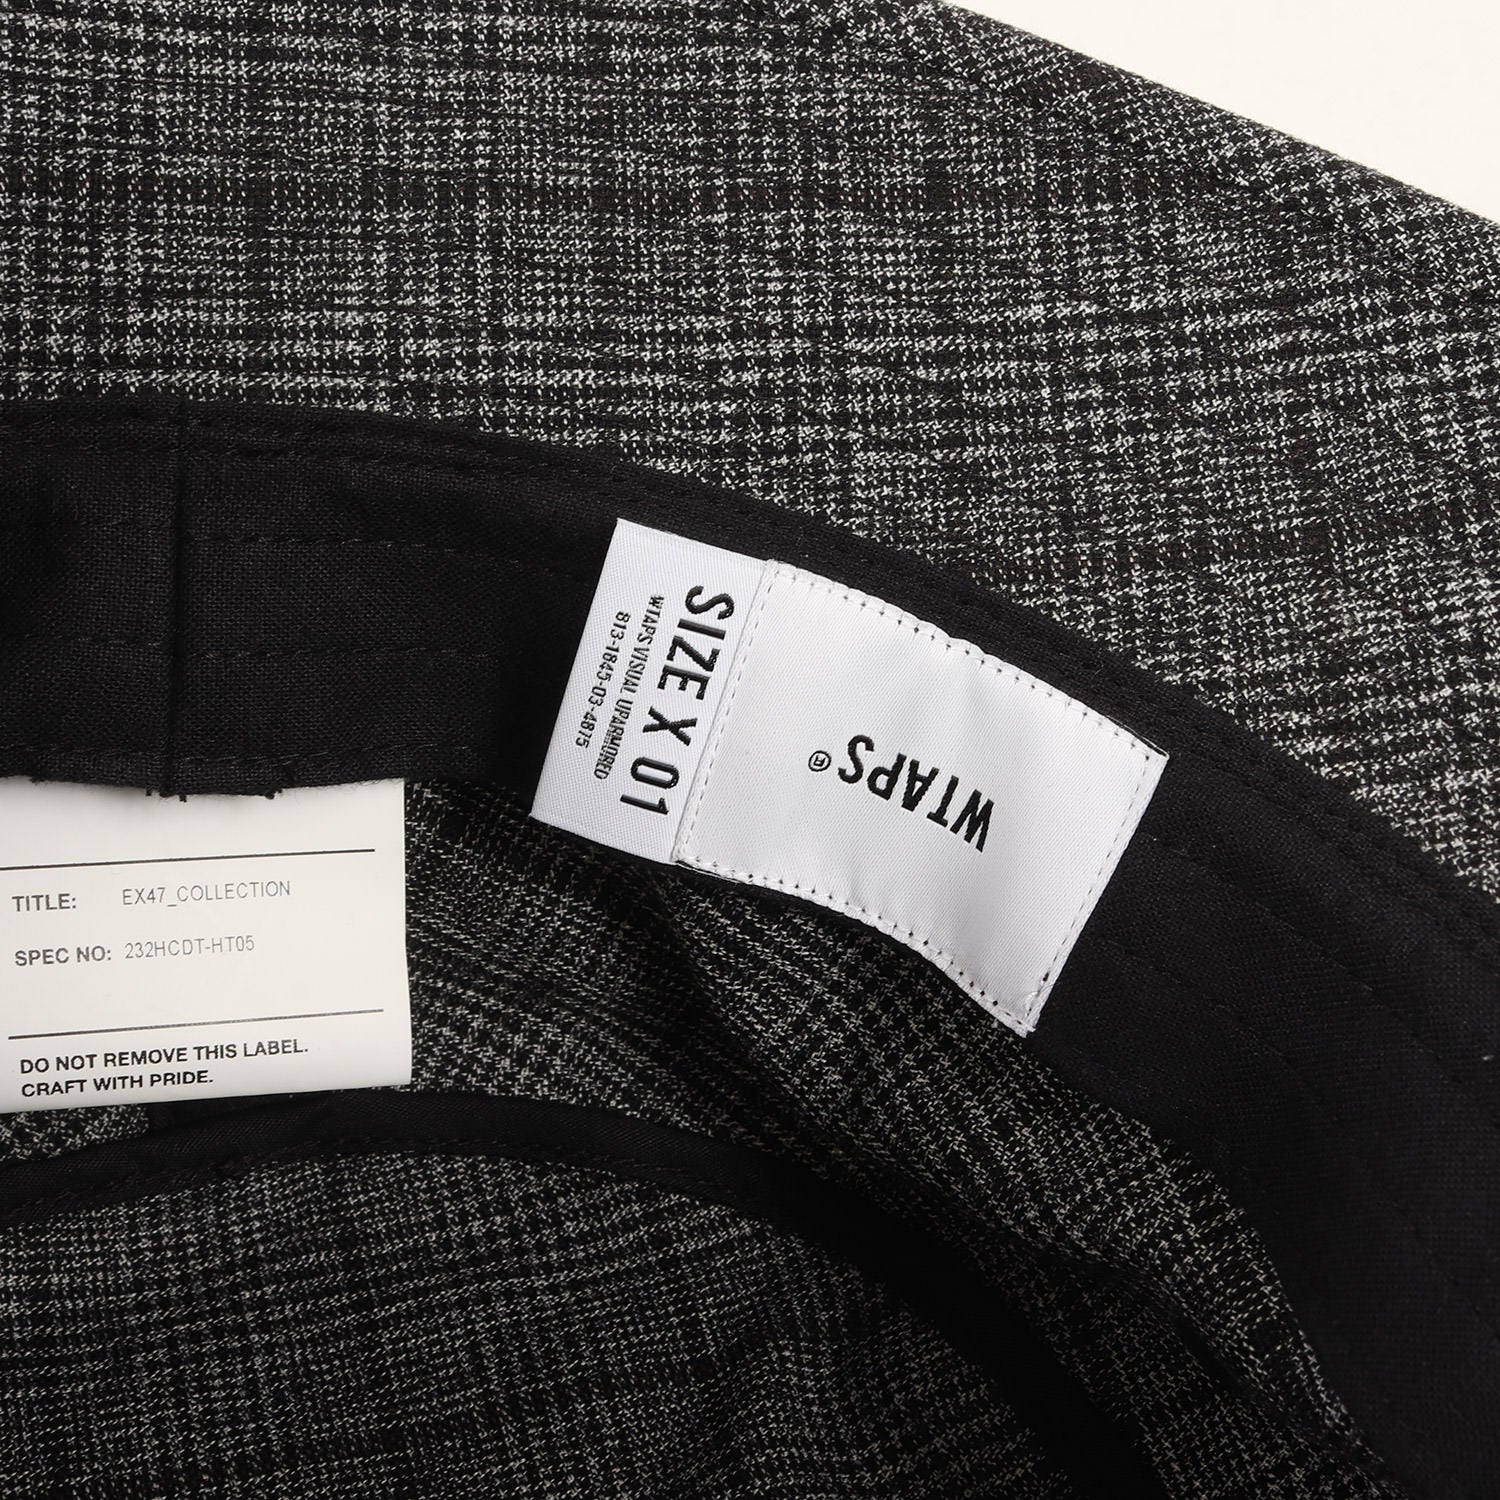 SIZE X 01
WTAPS VISUAL UPARMORED
813-1845-03-4875
WTAPS®
TITLE: EX47_COLLECTION
SPEC NO: 232HCDT-HT05
DO NOT REMOVE THIS LABEL.
CRAFT WITH PRIDE.